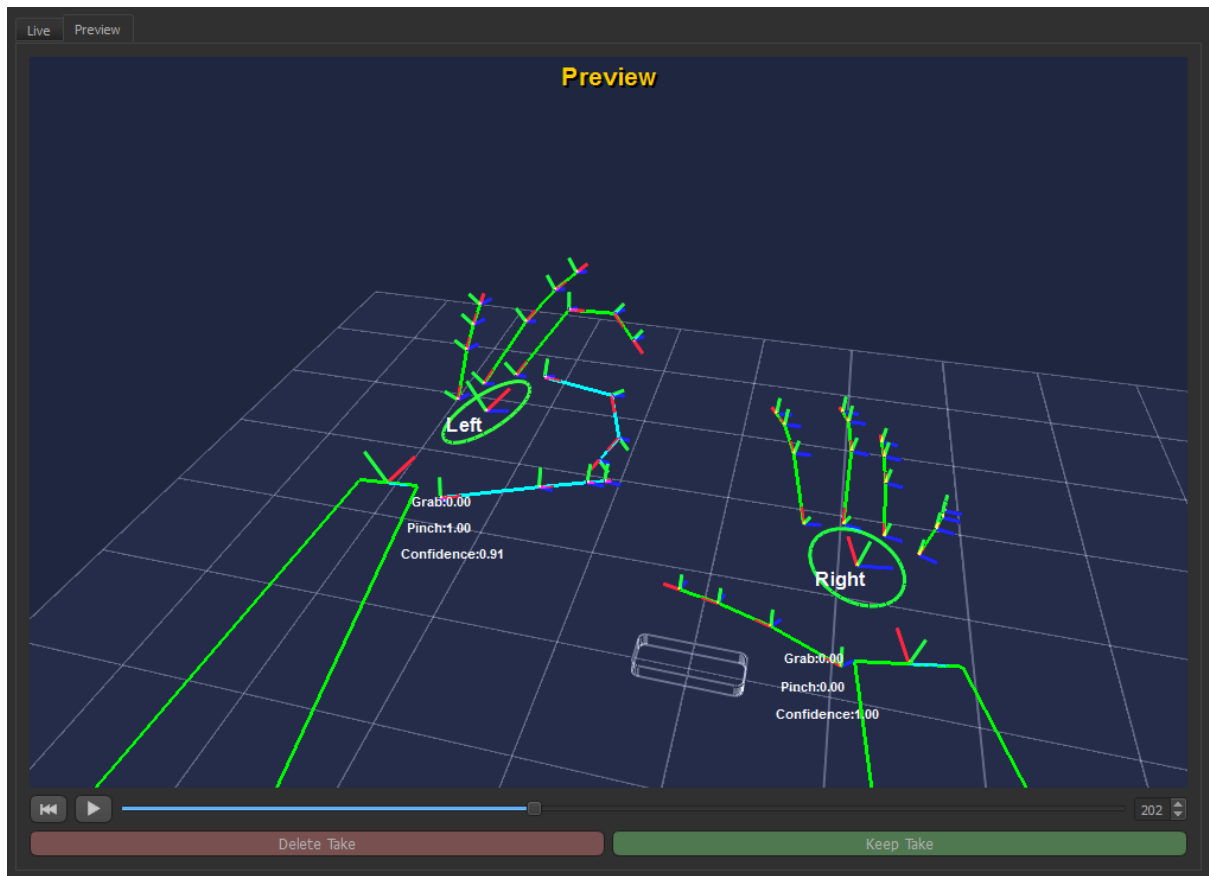 Live Preview
Preview
Left
Grab:0.00
Pinch:1.00
Confidence:0.91
Right
Grab:0.00
Pinch:0.00
Confidence:1.00
202
Delete Take Keep Take